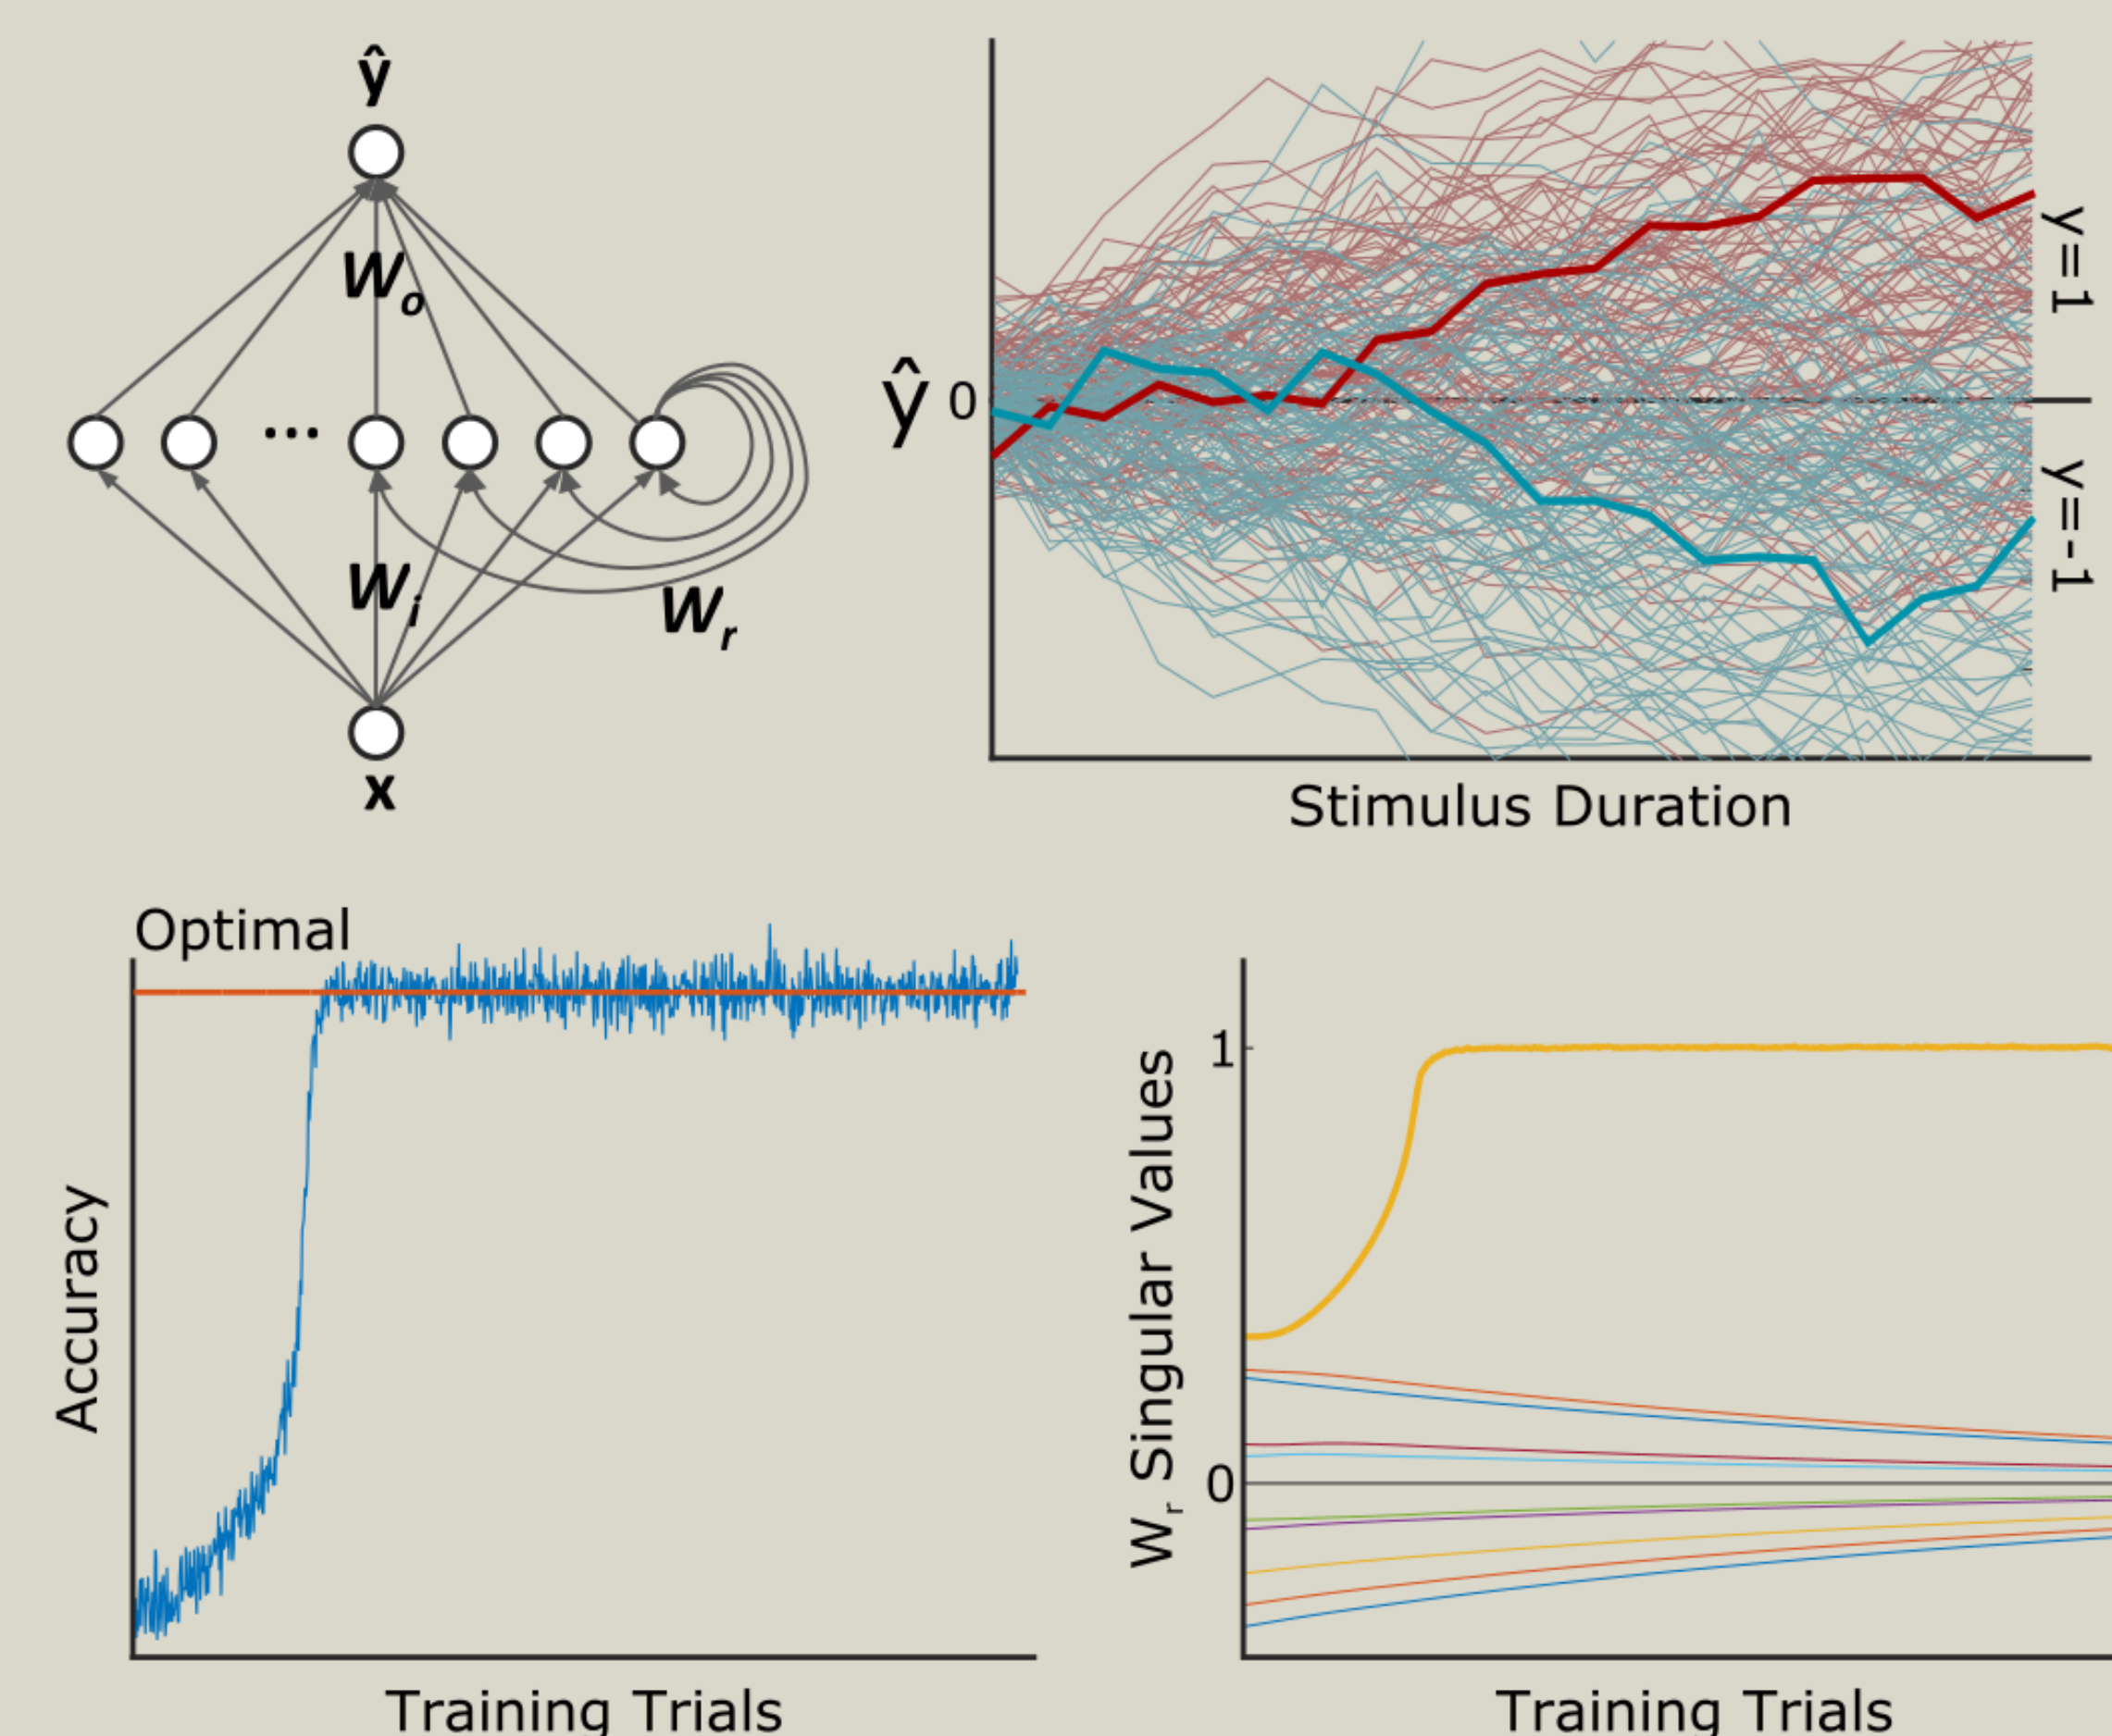 ŷ
W_o
...
W_i
W_r
x
ŷ 0
y=1
y=-1
Stimulus Duration
Optimal
Accuracy
Training Trials
W_r Singular Values
1
0
Training Trials